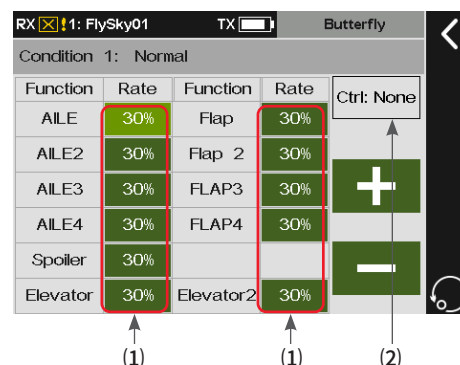 RX ! 1: FlySky01 TX Butterfly
Condition 1: Normal
Function Rate Function Rate Ctrl: None
AILE 30% Flap 30%
AILE2 30% Flap 2 30%
AILE3 30% FLAP3 30%
AILE4 30% FLAP4 30%
Spoiler 30%
Elevator 30% Elevator2 30%
(1) (1) (2)